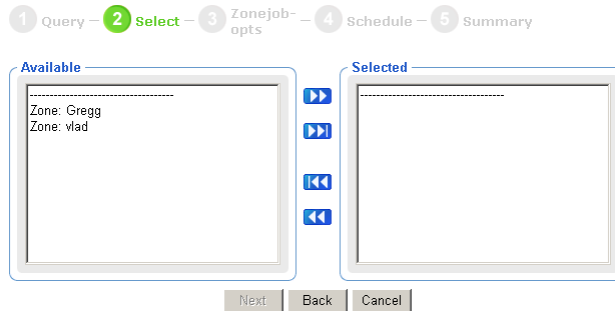 1 Query – 2 Select – 3 Zonejob-opts – 4 Schedule – 5 Summary
Available
Selected
--------------------------------
Zone: Gregg
Zone: vlad
--------------------------------
Next Back Cancel